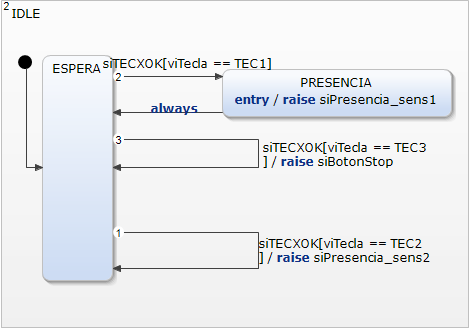 2 IDLE
siTECXOK[viTecla == TEC1]
ESPERA
2
PRESENCIA
entry / raise siPresencia_sens1
always
3
siTECXOK[viTecla == TEC3
] / raise siBotonStop
1
siTECXOK[viTecla == TEC2
] / raise siPresencia_sens2